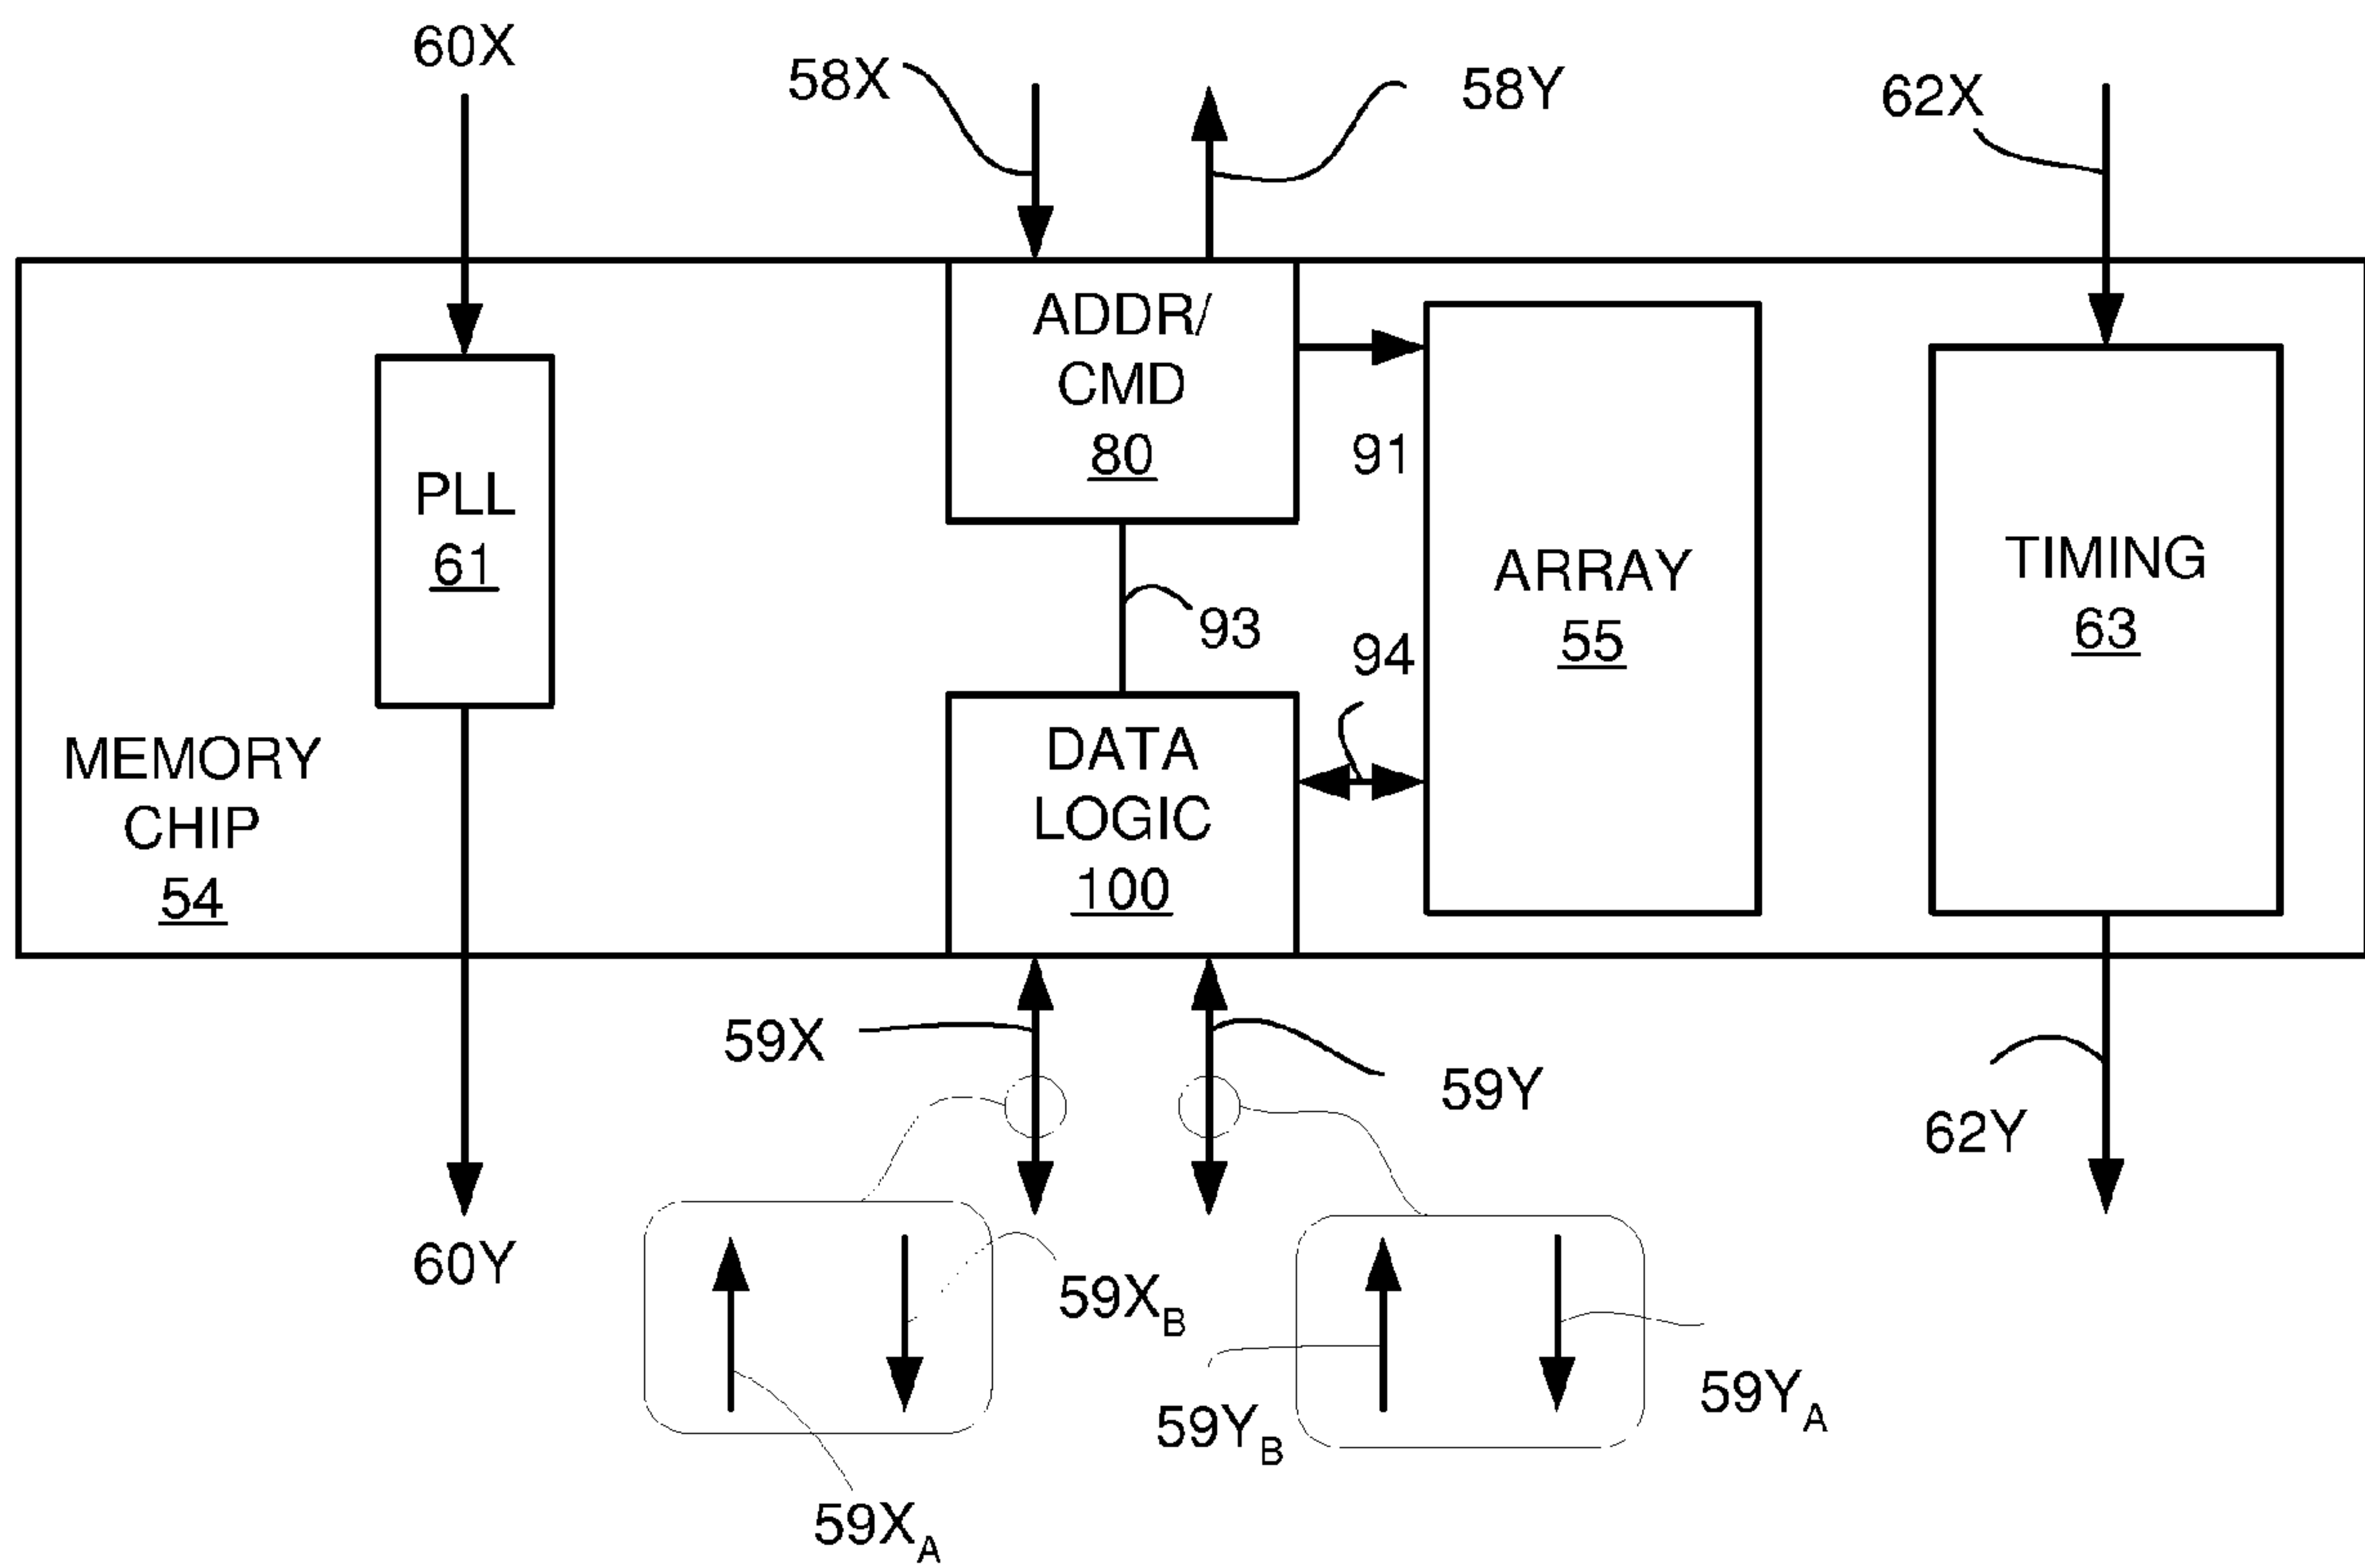 60X
58X
58Y
62X
ADDR/
CMD
80
91
PLL
61
ARRAY
55
TIMING
63
93
94
MEMORY
CHIP
54
DATA
LOGIC
100
59X
59Y
62Y
60Y
59XB
59YB
59YA
59XA